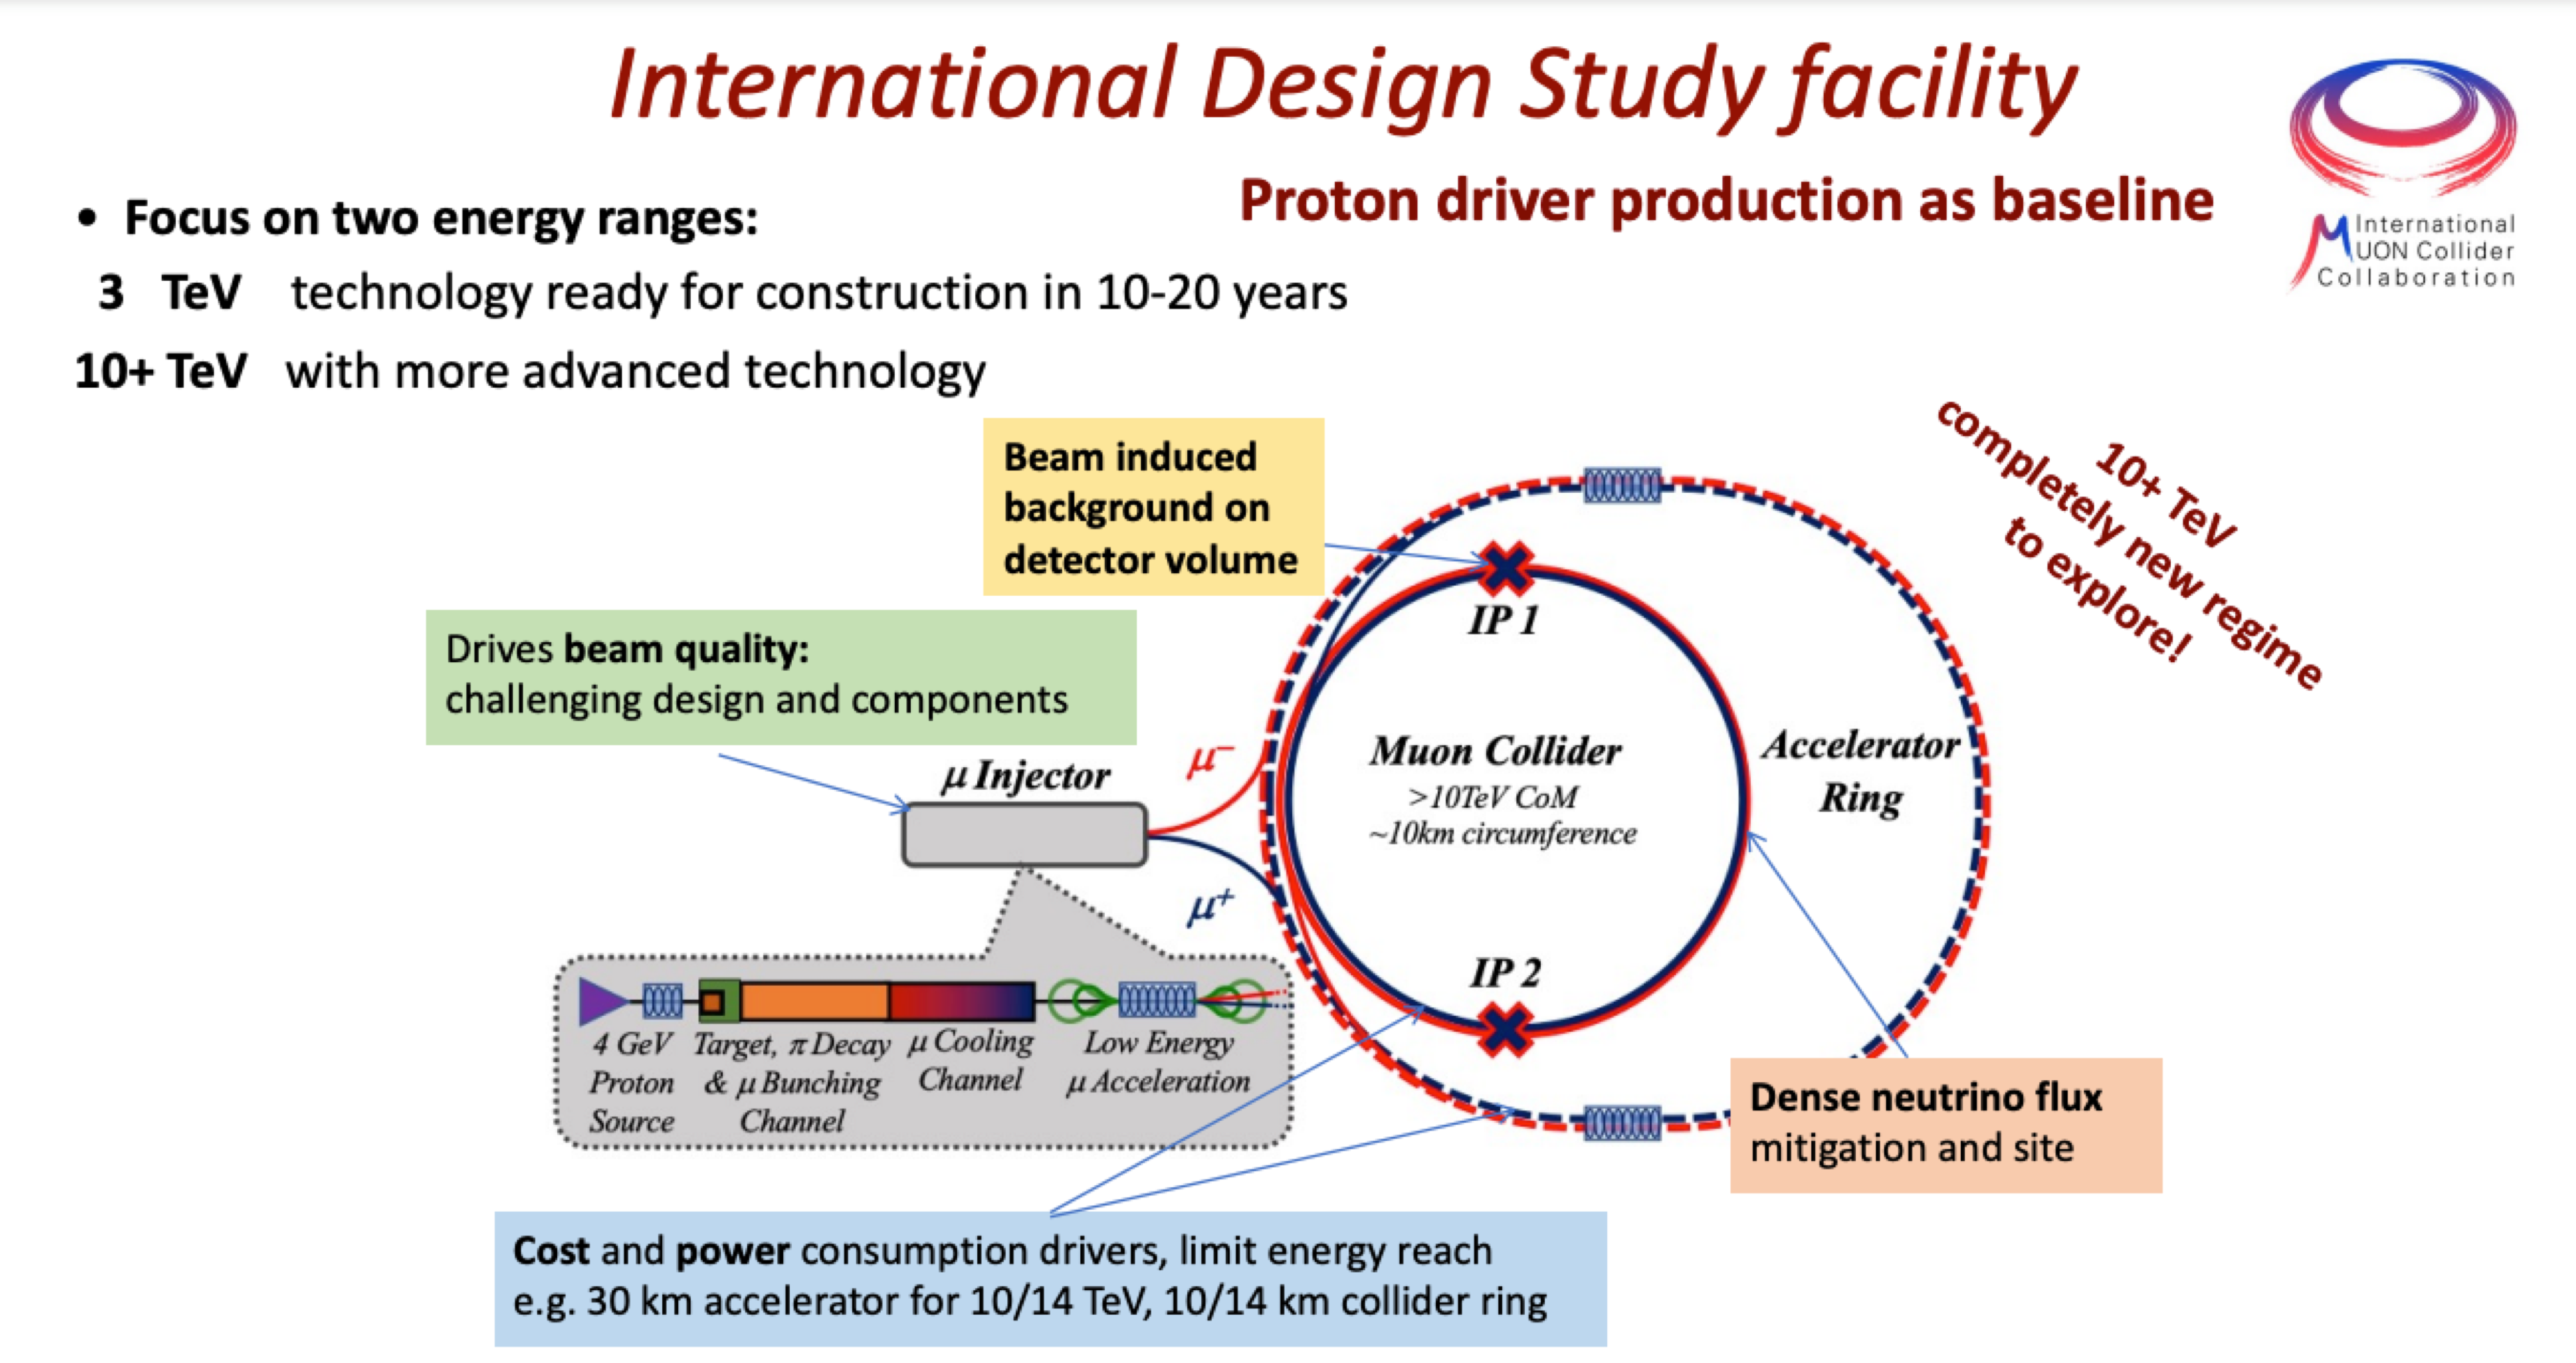 International Design Study facility
Proton driver production as baseline
International
MUON Collider
Collaboration
• Focus on two energy ranges:
3 TeV technology ready for construction in 10-20 years
10+ TeV with more advanced technology
10+ TeV
completely new regime
to explore!
Beam induced
background on
detector volume
Drives beam quality:
challenging design and components
μ Injector
μ⁻
μ⁺
IP 1
Muon Collider
>10TeV CoM
~10km circumference
IP 2
Accelerator
Ring
4 GeV
Proton
Source
Target, π Decay
& μ Bunching
Channel
μ Cooling
Channel
Low Energy
μ Acceleration
Dense neutrino flux
mitigation and site
Cost and power consumption drivers, limit energy reach
e.g. 30 km accelerator for 10/14 TeV, 10/14 km collider ring